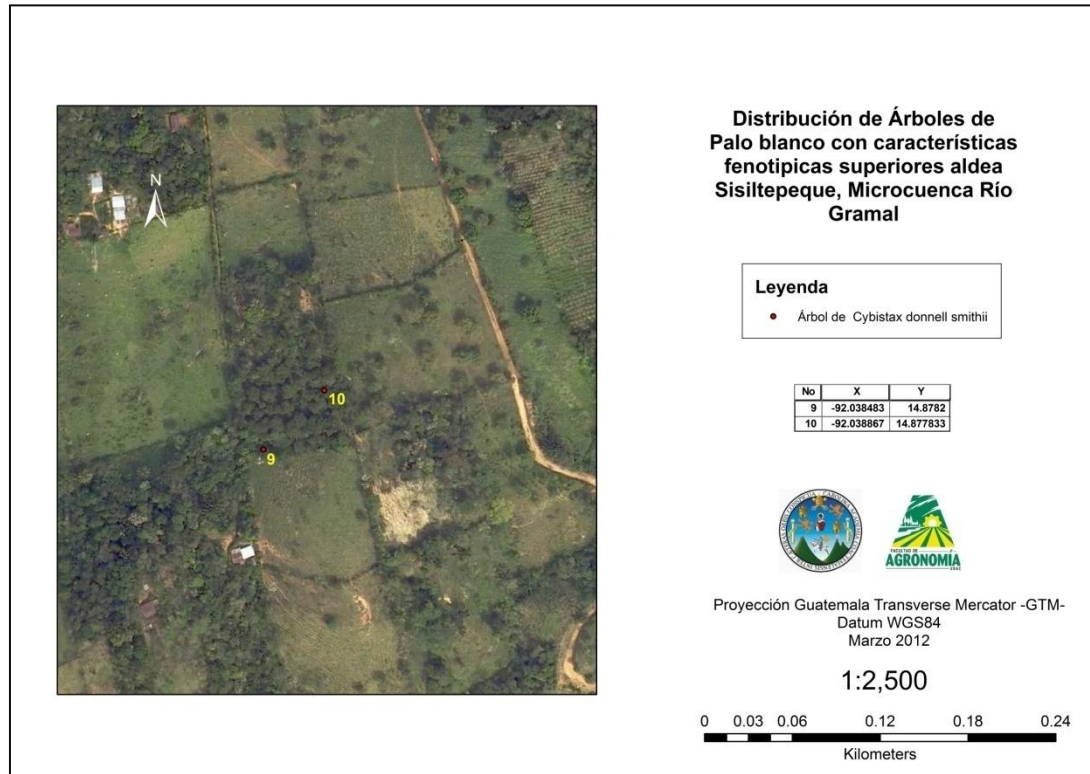 N
10
9
Distribución de Árboles de
Palo blanco con características
fenotipicas superiores aldea
Sisiltepeque, Microcuenca Río
Gramal
Leyenda
Árbol de Cybistax donnell smithii
No X Y
9 -92.038483 14.8782
10 -92.038867 14.877833
FACULTAD DE
AGRONOMIA
Proyección Guatemala Transverse Mercator -GTM-
Datum WGS84
Marzo 2012
1:2,500
0 0.03 0.06 0.12 0.18 0.24
Kilometers